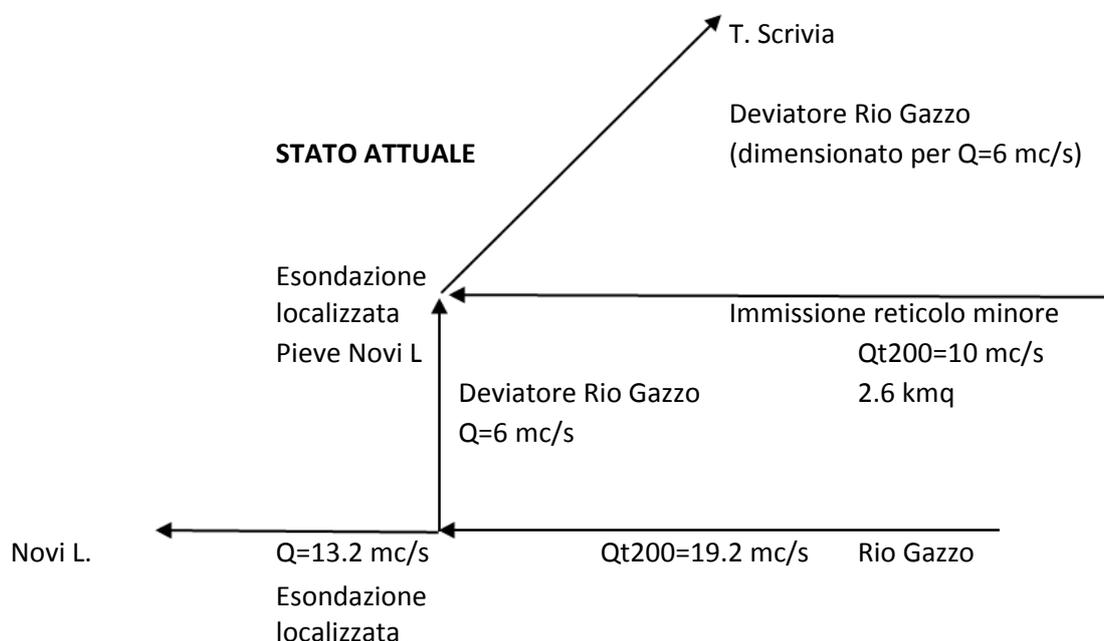 T. Scrivia
Deviatore Rio Gazzo
(dimensionato per Q=6 mc/s)
STATO ATTUALE
Esondazione
localizzata
Pieve Novi L
Immissione reticolo minore
Qt200=10 mc/s
2.6 kmq
Deviatore Rio Gazzo
Q=6 mc/s
Novi L.
Q=13.2 mc/s
Qt200=19.2 mc/s
Rio Gazzo
Esondazione
localizzata